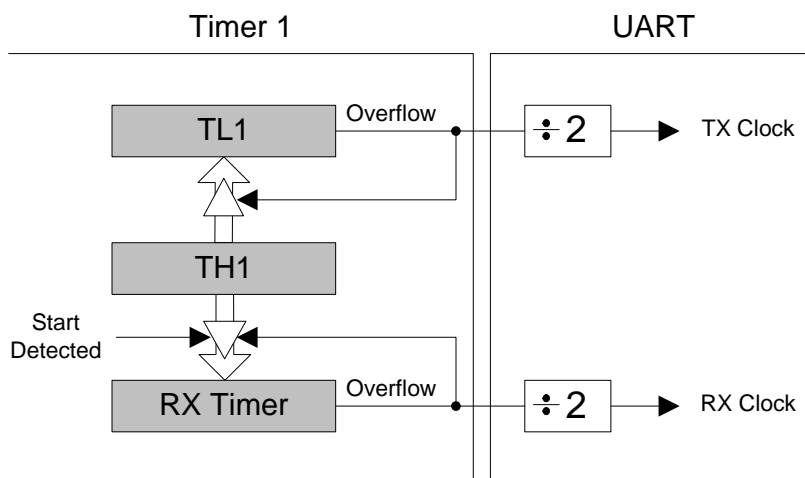 Timer 1
UART
TL1
Overflow
÷2
TX Clock
TH1
Start
Detected
RX Timer
Overflow
÷2
RX Clock